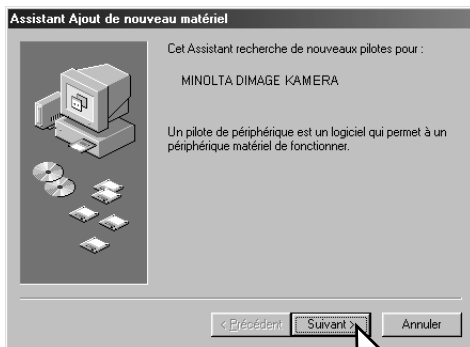 Assistant Ajout de nouveau matériel
Cet Assistant recherche de nouveaux pilotes pour :
MINOLTA DIMAGE KAMERA
Un pilote de périphérique est un logiciel qui permet à un
périphérique matériel de fonctionner.
< Précédent
Suivant >
Annuler